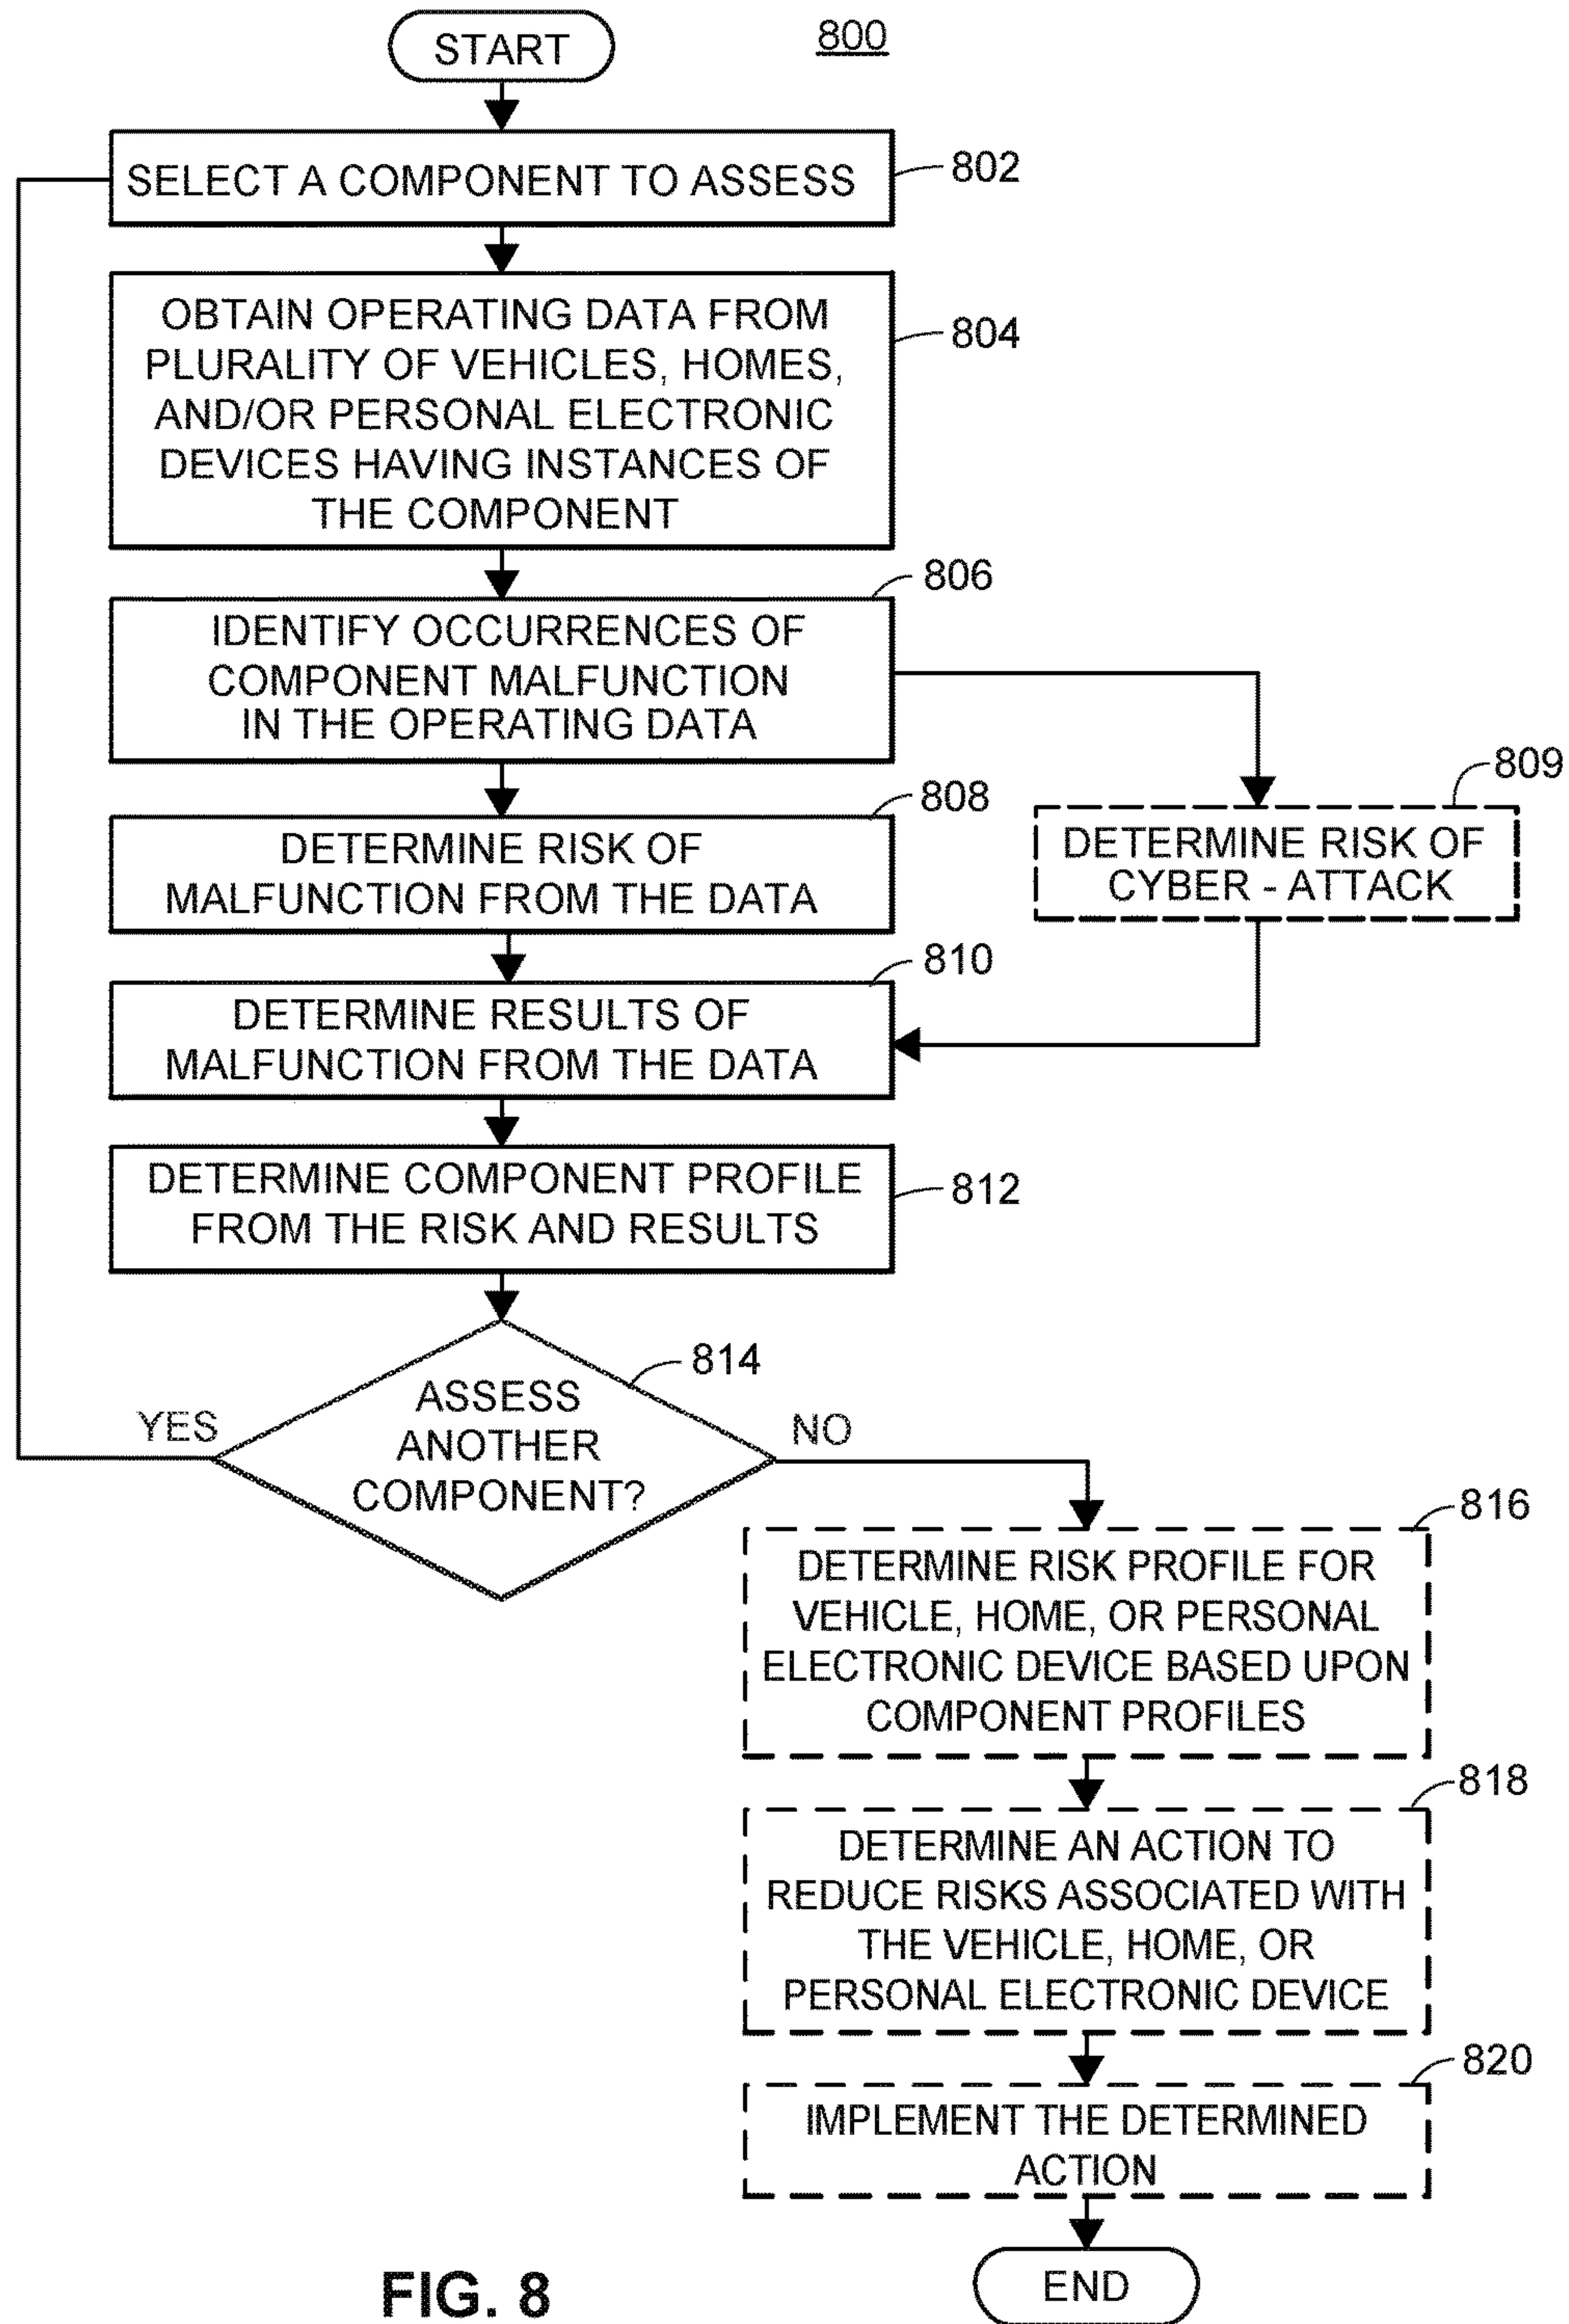 START
800
SELECT A COMPONENT TO ASSESS
802
OBTAIN OPERATING DATA FROM
PLURALITY OF VEHICLES, HOMES,
AND/OR PERSONAL ELECTRONIC
DEVICES HAVING INSTANCES OF
THE COMPONENT
804
IDENTIFY OCCURRENCES OF
COMPONENT MALFUNCTION
IN THE OPERATING DATA
806
DETERMINE RISK OF
MALFUNCTION FROM THE DATA
808
DETERMINE RISK OF
CYBER - ATTACK
809
DETERMINE RESULTS OF
MALFUNCTION FROM THE DATA
810
DETERMINE COMPONENT PROFILE
FROM THE RISK AND RESULTS
812
ASSESS
ANOTHER
COMPONENT?
814
YES
NO
DETERMINE RISK PROFILE FOR
VEHICLE, HOME, OR PERSONAL
ELECTRONIC DEVICE BASED UPON
COMPONENT PROFILES
816
DETERMINE AN ACTION TO
REDUCE RISKS ASSOCIATED WITH
THE VEHICLE, HOME, OR
PERSONAL ELECTRONIC DEVICE
818
IMPLEMENT THE DETERMINED
ACTION
820
END
FIG. 8